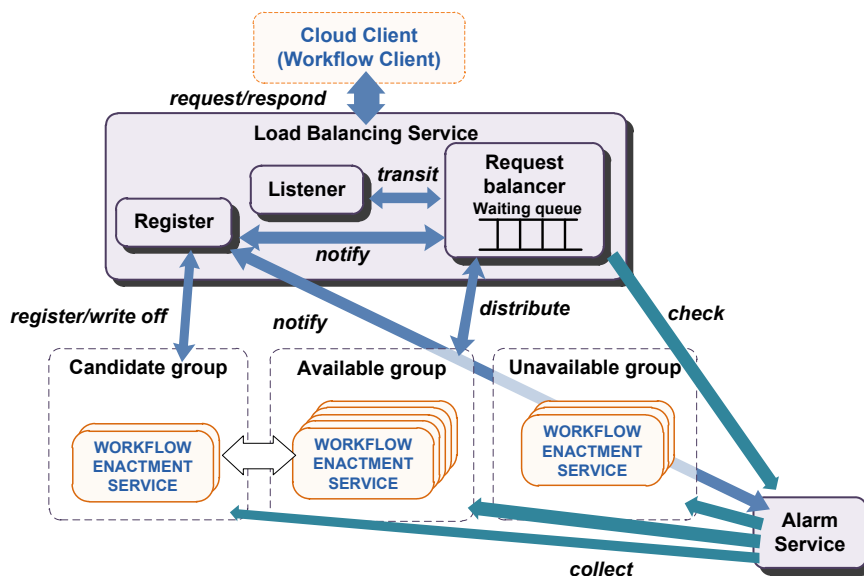 Cloud Client
(Workflow Client)
request/respond
Load Balancing Service
Request
balancer
Waiting queue
transit
Listener
Register
notify
register/write off
notify
distribute
check
Candidate group
Available group
Unavailable group
WORKFLOW
ENACTMENT
SERVICE
WORKFLOW
ENACTMENT
SERVICE
WORKFLOW
ENACTMENT
SERVICE
Alarm
Service
collect